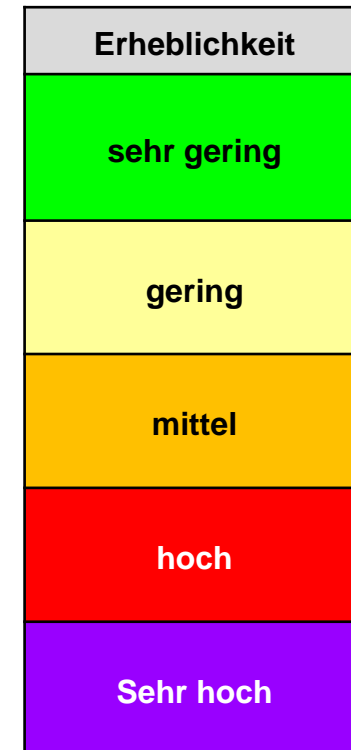 Erheblichkeit
sehr gering
gering
mittel
hoch
Sehr hoch